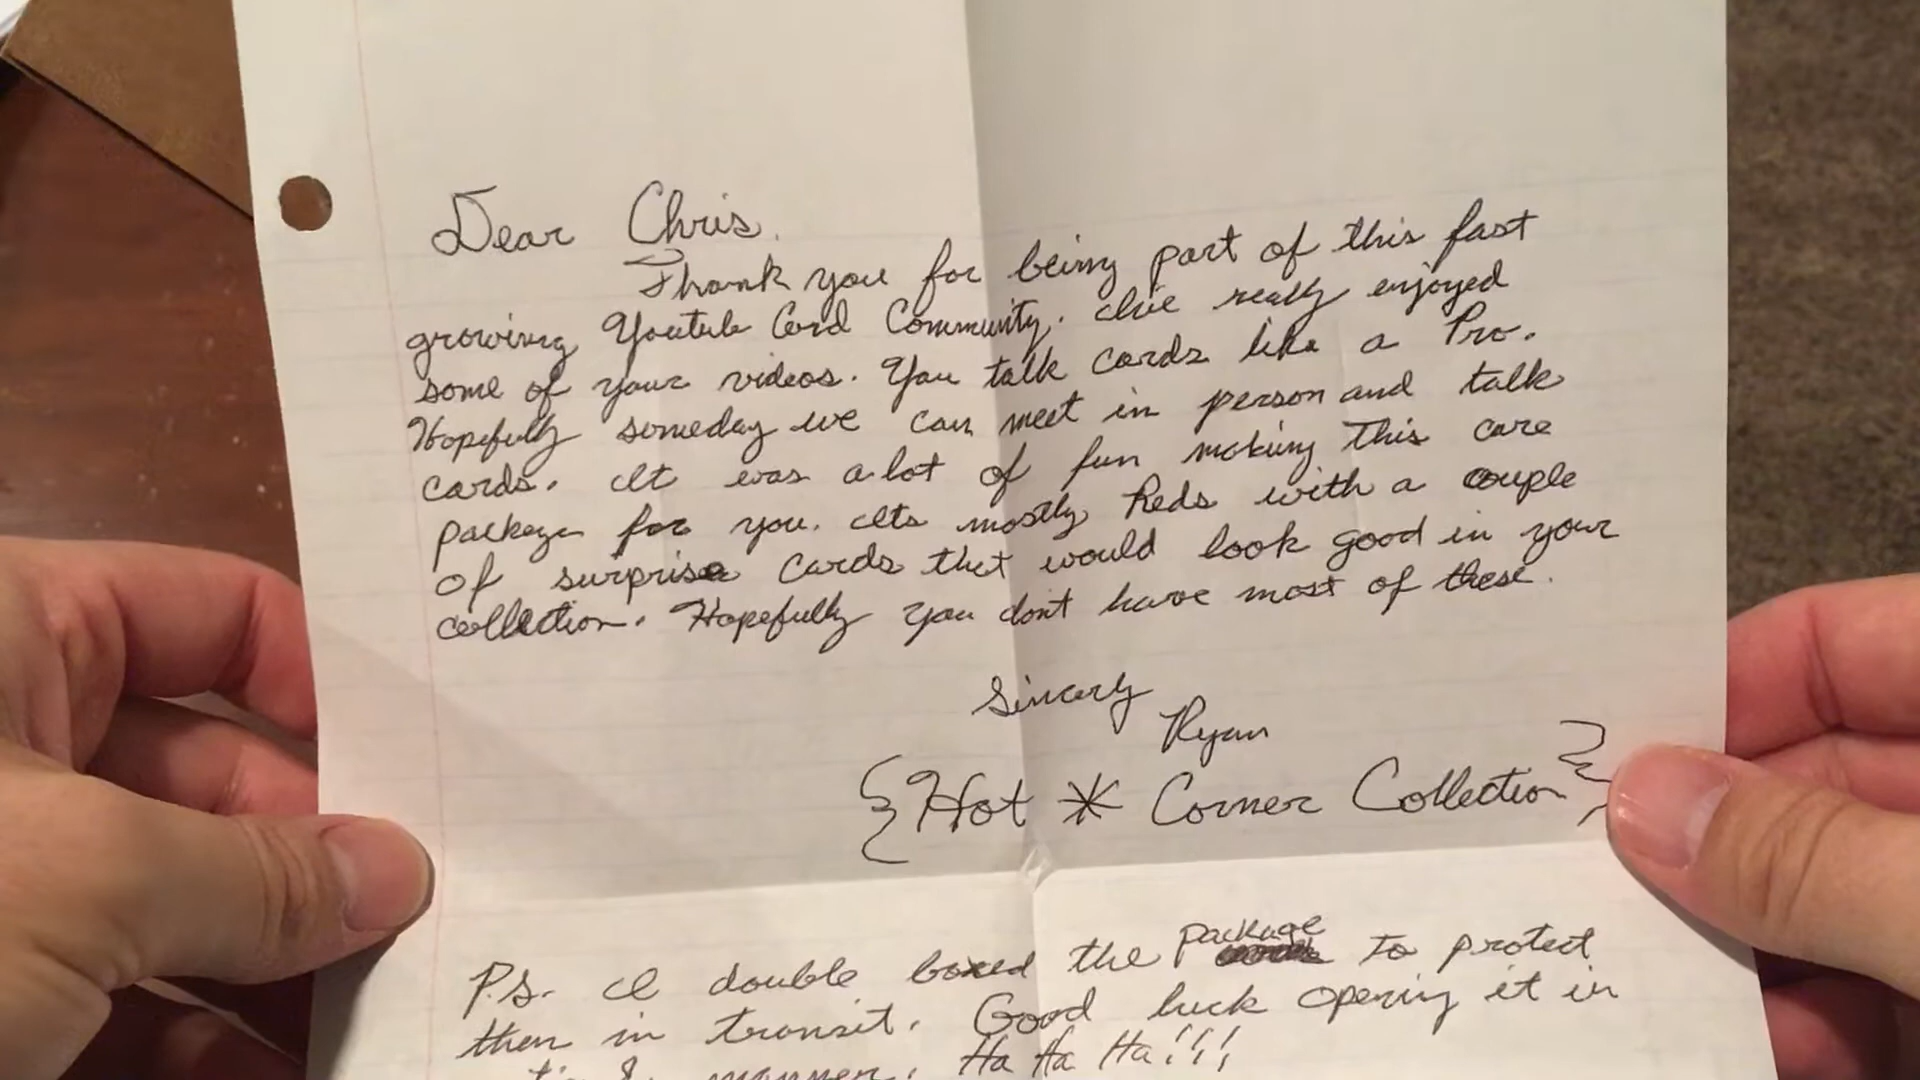 Dear Chris,
Thank you for being part of this fast
growing Youtube Card Community. I've really enjoyed
some of your videos. You talk cards like a Pro.
Hopefully someday we can meet in person and talk
cards. It was a lot of fun making this care
package for you. Its mostly Reds with a couple
of surprise cards that would look good in your
collection. Hopefully you don't have most of these.
Sincerly
Ryan
{Hot * Corner Collection}
P.S. I double boxed the package to protect
them in transit. Good luck opening it in
manner. Ha Ha Ha!!!